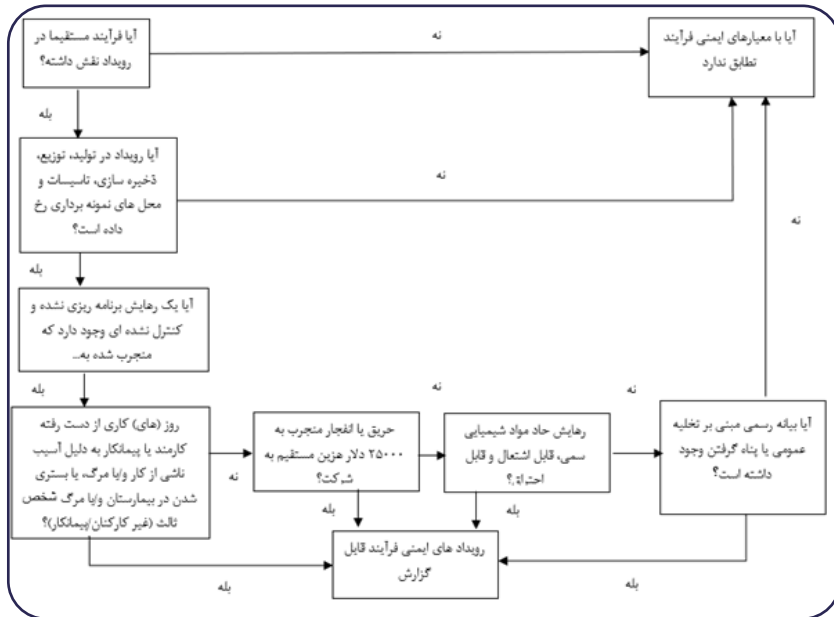 آیا فرآیند مستقیما در
رویداد نقش داشته؟
نه
آیا با معیارهای ایمنی فرآیند
تطابق ندارد
بله
آیا رویداد در تولید، توزیع،
ذخیره سازی، تاسیسات و
محل های نمونه برداری رخ
داده است؟
نه
نه
بله
آیا یک رهایش برنامه ریزی نشده و
کنترل نشده ای وجود دارد که
منجرب شده به...
بله
نه
نه
روز (های) کاری از دست رفته
کارمند یا پیمانکار به دلیل آسیب
ناشی از کار و/یا مرگ، یا بستری
شدن در بیمارستان و/یا مرگ شخص
ثالث (غیر کارکنان/پیمانکار)؟
نه
حریق یا انفجار منجرب به
۲۵۰۰۰ دلار هزین مستقیم به
شرکت؟
رهایش حاد مواد شیمیایی
سمی، قابل اشتعال و قابل
احتراق؟
آیا بیانه رسمی مبنی بر تخلیه
عمومی یا پناه گرفتن وجود
داشته است؟
بله
بله
رویداد های ایمنی فرآیند قابل
گزارش
بله
بله